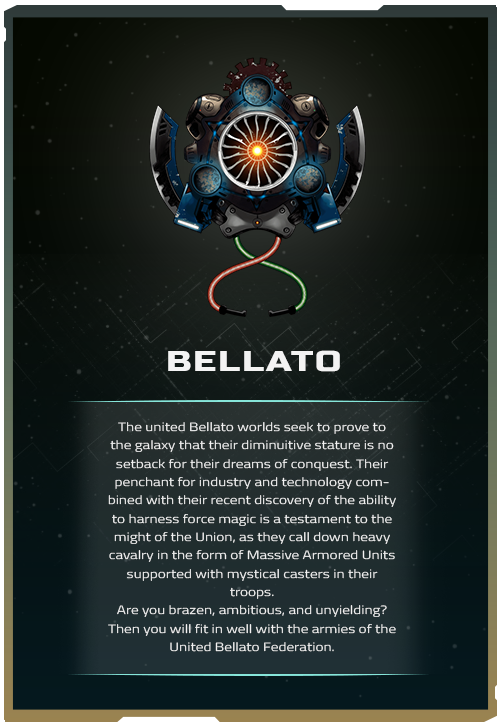 BELLATO
The united Bellato worlds seek to prove to
the galaxy that their diminuitive stature is no
setback for their dreams of conquest. Their
penchant for industry and technology com-
bined with their recent discovery of the ability
to harness force magic is a testament to the
might of the Union, as they call down heavy
cavalry in the form of Massive Armored Units
supported with mystical casters in their
troops.
Are you brazen, ambitious, and unyielding?
Then you will fit in well with the armies of the
United Bellato Federation.